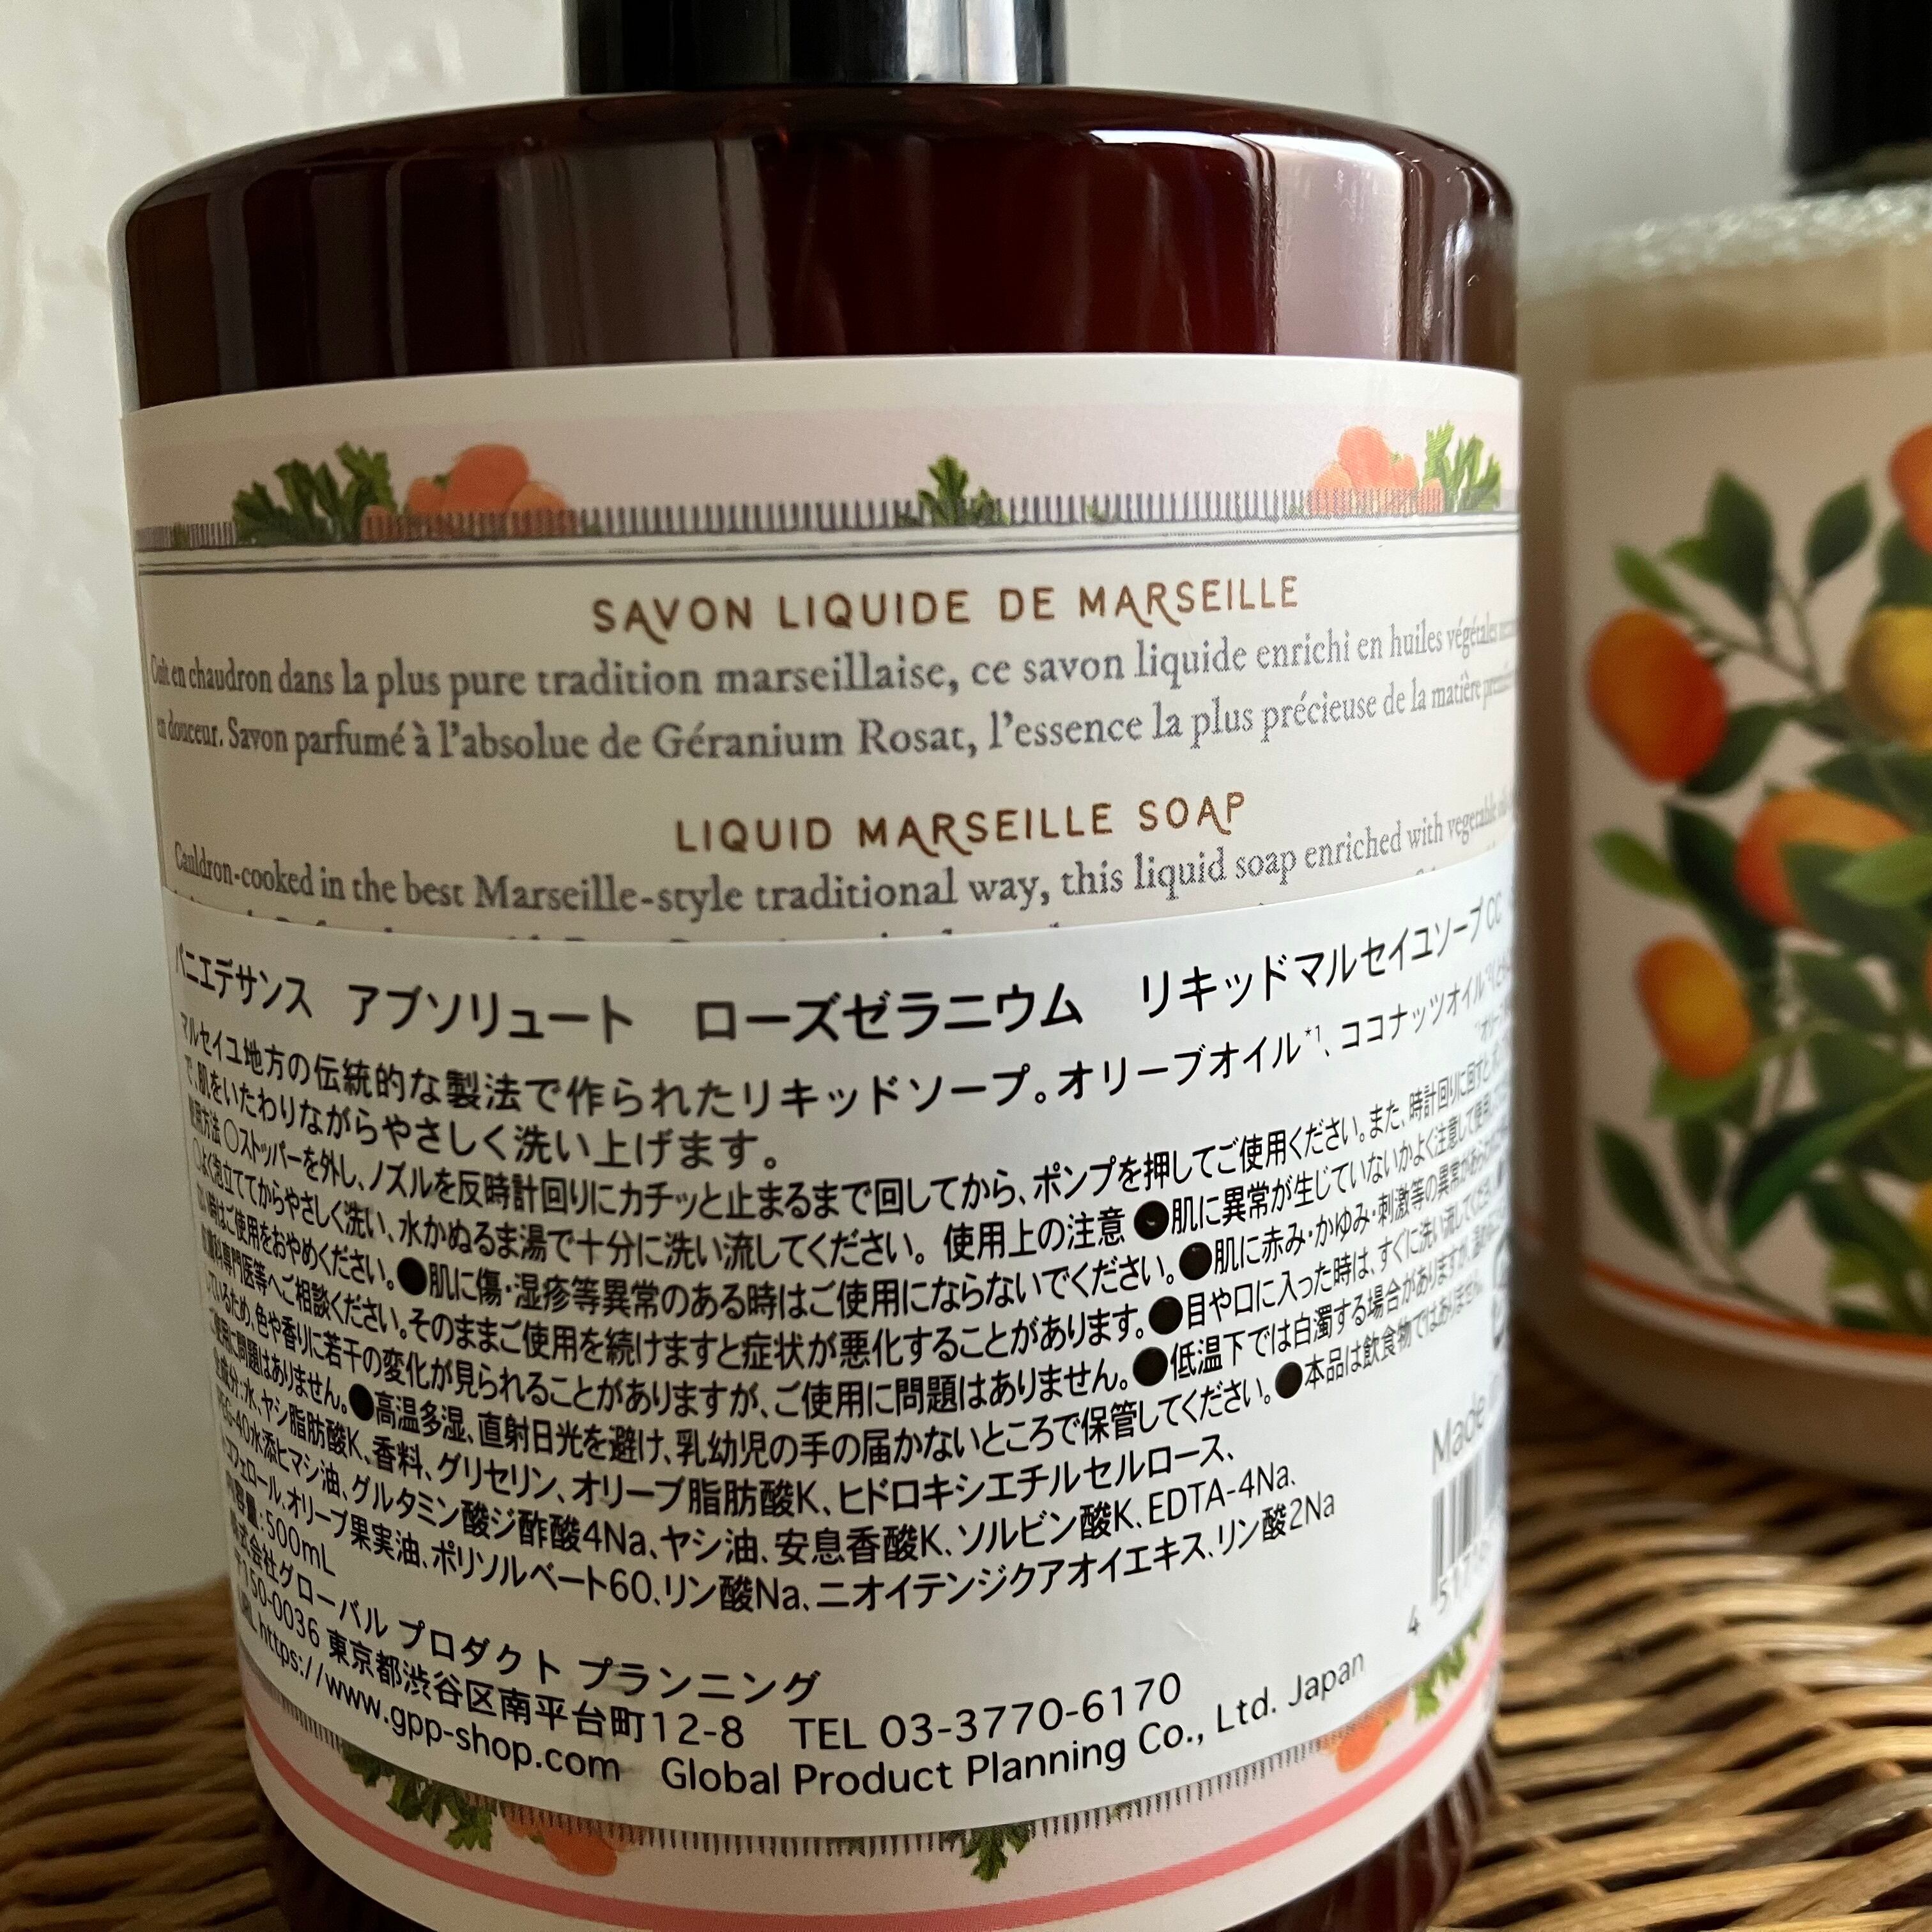 SAVON LIQUIDE DE MARSEILLE
Cuit en chaudron dans la plus pure tradition marseillaise, ce savon liquide enrichi en huiles végétales
en douceur. Savon parfumé à l'absolue de Géranium Rosat, l'essence la plus précieuse de la matière
LIQUID MARSEILLE SOAP
Cauldron-cooked in the best Marseille-style traditional way, this liquid soap enriched with vegetable
パニエデサンス アブソリュート ローズゼラニウム リキッドマルセイユソープ CC
マルセイユ地方の伝統的な製法で作られたリキッドソープ。オリーブオイル*1、ココナッツオイル
で、肌をいたわりながらやさしく洗い上げます。
使用方法 ○ストッパーを外し、ノズルを反時計回りにカチッと止まるまで回してから、ポンプを押してご使用ください。また、時計回りに回すと
○よく泡立ててからやさしく洗い、水かぬるま湯で十分に洗い流してください。 使用上の注意 ●肌に異常が生じていないかよく注意して使用
ない時はご使用をおやめください。●肌に傷・湿疹等異常のある時はご使用にならないでください。●肌に赤み・かゆみ・刺激等の異常が
皮膚科専門医等へご相談ください。そのままご使用を続けますと症状が悪化することがあります。●目や口に入った時は、すぐに洗い流してください。
しているため、色や香りに若干の変化が見られることがありますが、ご使用に問題はありません。●低温下では白濁する場合がありますが、
ご使用に問題はありません。●高温多湿、直射日光を避け、乳幼児の手の届かないところで保管してください。●本品は飲食物ではありません。
全成分:水、ヤシ脂肪酸K、香料、グリセリン、オリーブ脂肪酸K、ヒドロキシエチルセルロース、
PEG-40水添ヒマシ油、グルタミン酸ジ酢酸4Na、ヤシ油、安息香酸K、ソルビン酸K、EDTA-4Na、
トコフェロール、オリーブ果実油、ポリソルベート60、リン酸Na、ニオイテンジクアオイエキス、リン酸2Na
内容量:500mL
Made
株式会社グローバル プロダクト プランニング
〒150-0036 東京都渋谷区南平台町12-8 TEL 03-3770-6170
URL https://www.gpp-shop.com Global Product Planning Co., Ltd. Japan